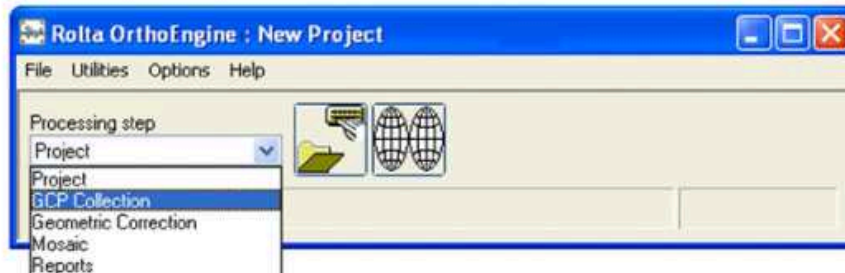 Rolta OrthoEngine : New Project
File Utilities Options Help
Processing step
Project
Project
GCP Collection
Geometric Correction
Mosaic
Reports